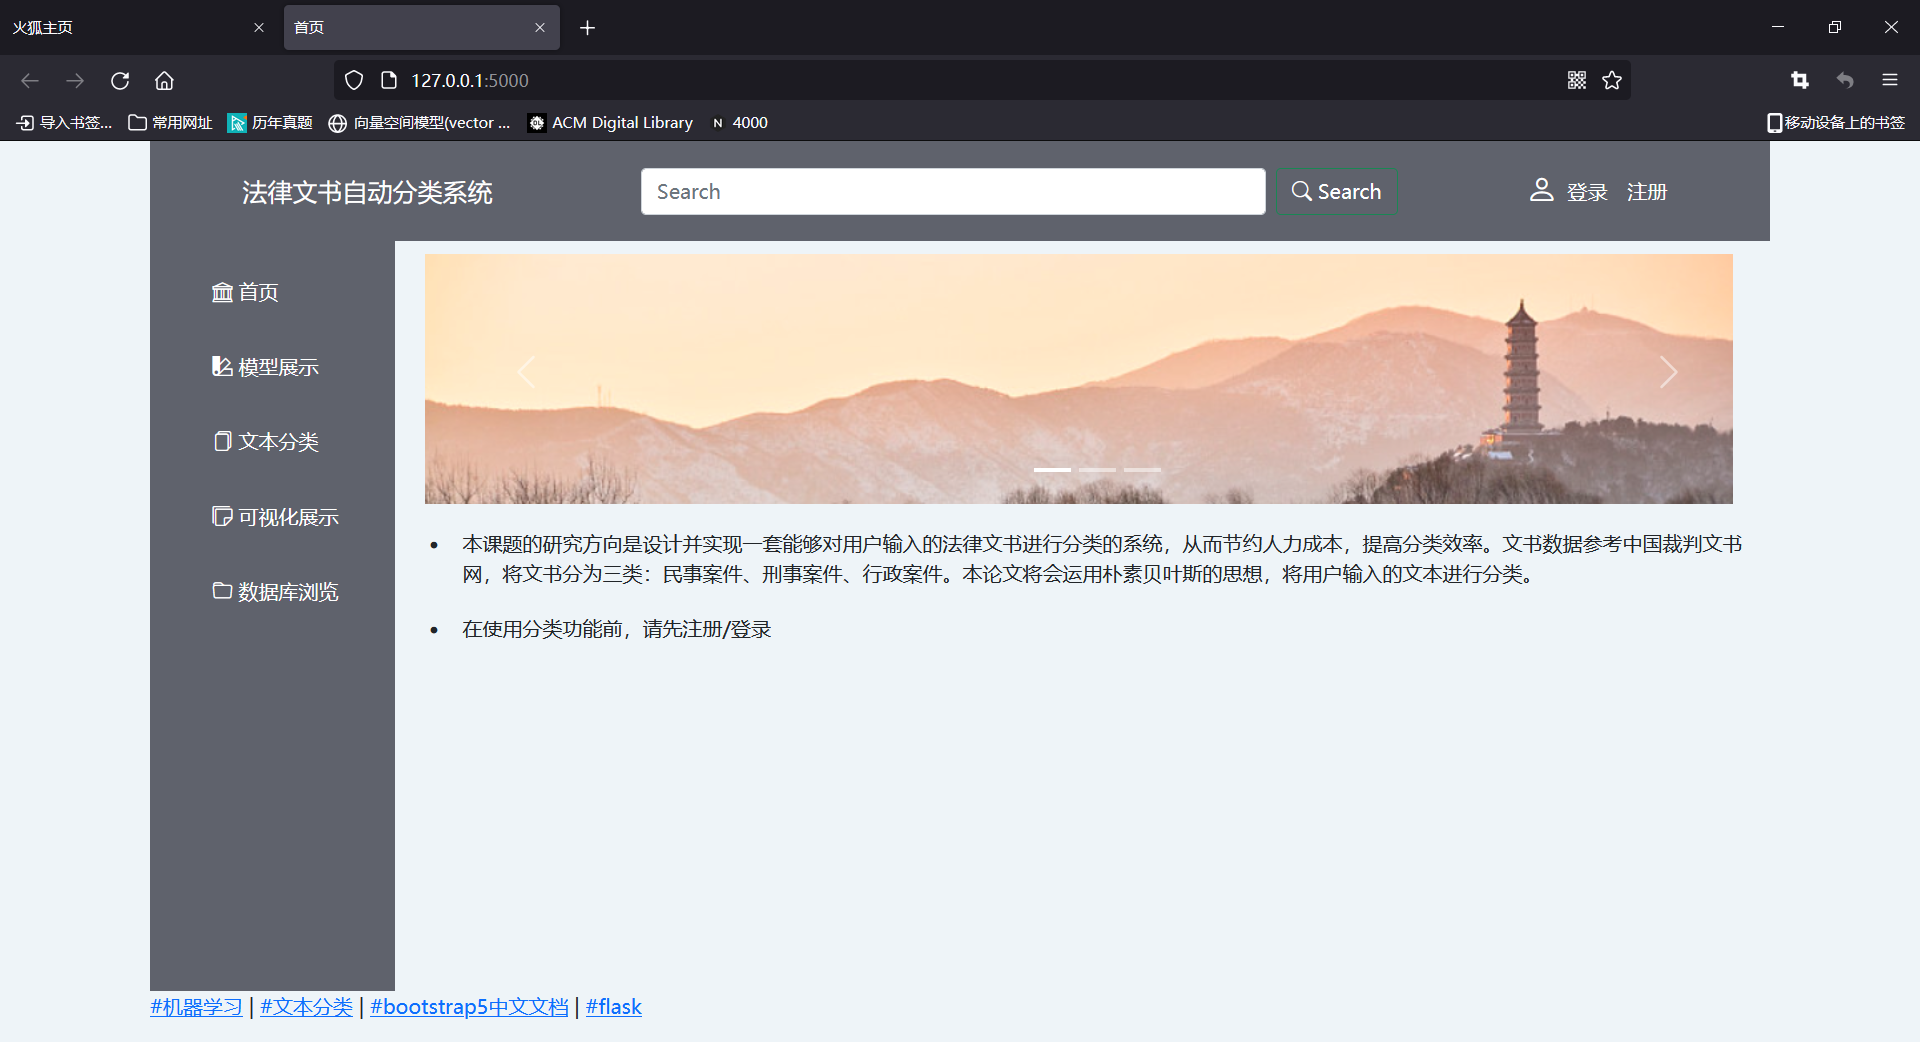 火狐主页
首页
127.0.0.1:5000
导入书签...
常用网址
历年真题
向量空间模型(vector ...
ACM Digital Library
N 4000
移动设备上的书签
法律文书自动分类系统
Search
Search
登录 注册
首页
模型展示
文本分类
可视化展示
数据库浏览
本课题的研究方向是设计并实现一套能够对用户输入的法律文书进行分类的系统，从而节约人力成本，提高分类效率。文书数据参考中国裁判文书
网，将文书分为三类：民事案件、刑事案件、行政案件。本论文将会运用朴素贝叶斯的思想，将用户输入的文本进行分类。
在使用分类功能前，请先注册/登录
#机器学习 | #文本分类 | #bootstrap5中文文档 | #flask